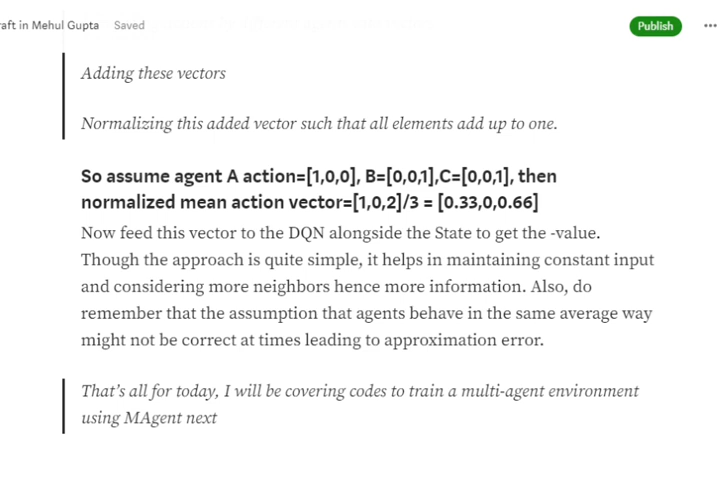 raft in Mehul Gupta Saved Publish
Adding these vectors
Normalizing this added vector such that all elements add up to one.
So assume agent A action=[1,0,0], B=[0,0,1],C=[0,0,1], then
normalized mean action vector=[1,0,2]/3 = [0.33,0,0.66]
Now feed this vector to the DQN alongside the State to get the -value.
Though the approach is quite simple, it helps in maintaining constant input
and considering more neighbors hence more information. Also, do
remember that the assumption that agents behave in the same average way
might not be correct at times leading to approximation error.
That’s all for today, I will be covering codes to train a multi-agent environment
using MAgent next